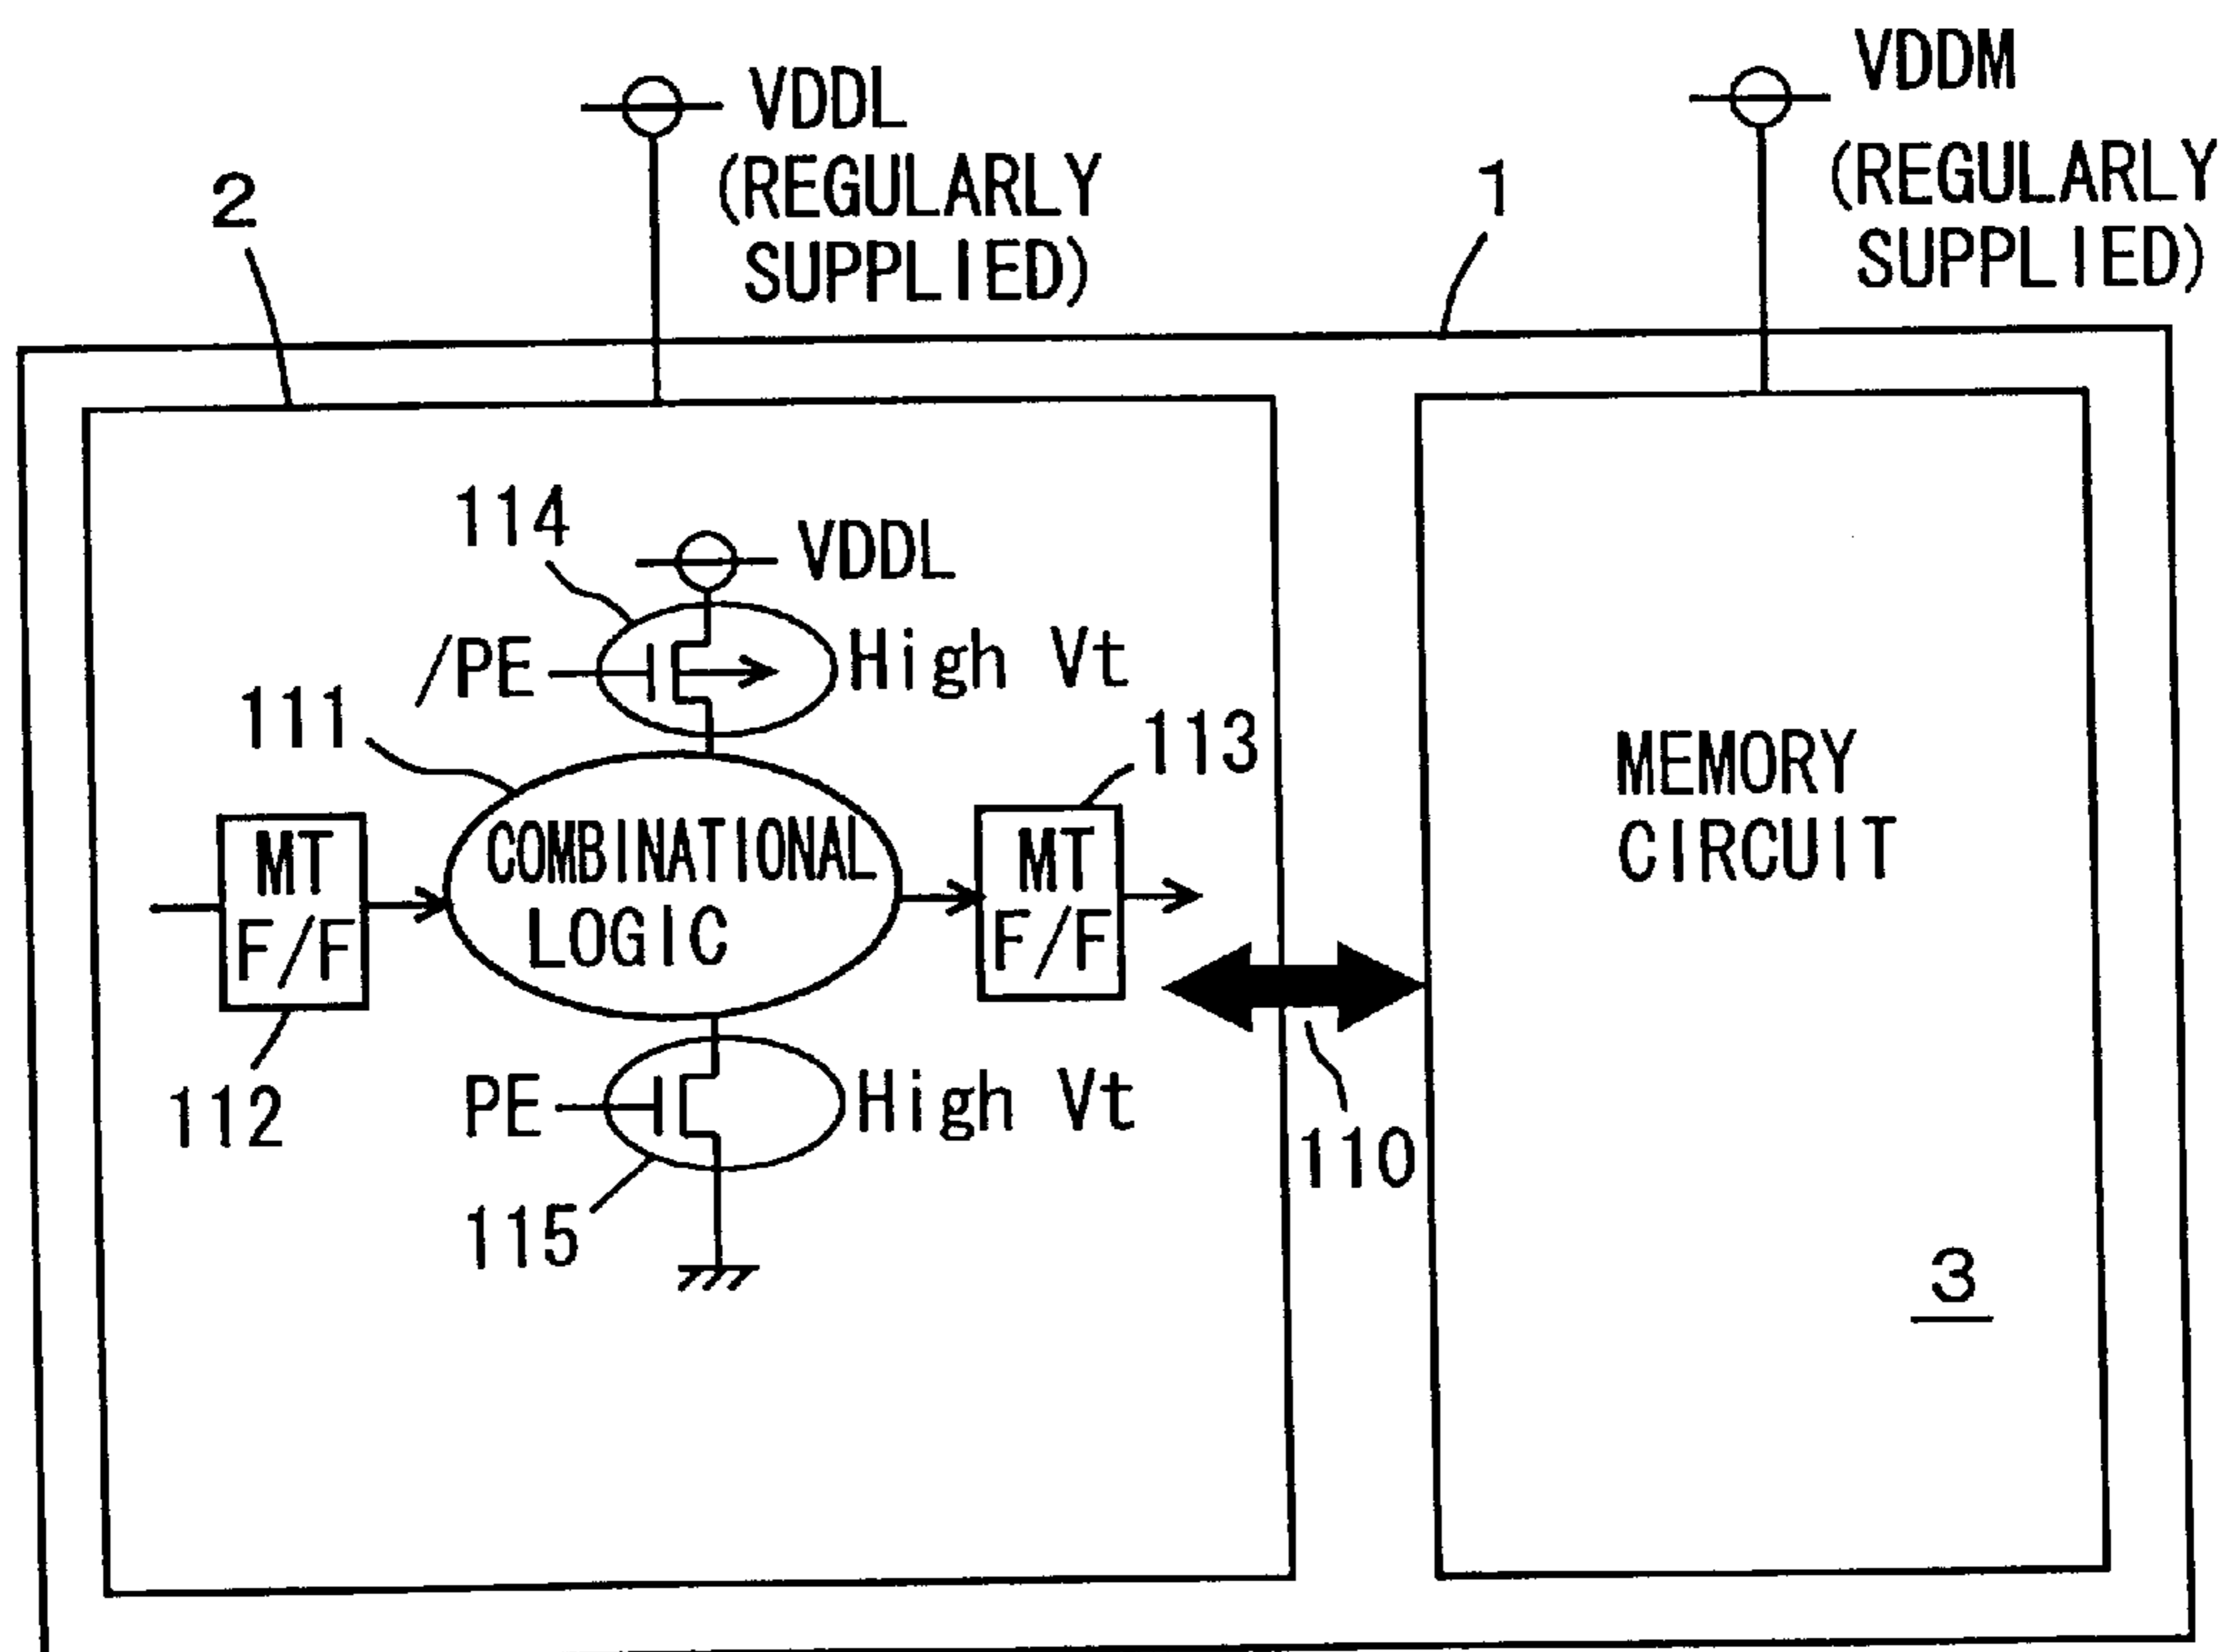 VDDL
(REGULARLY
SUPPLIED)
VDDM
(REGULARLY
SUPPLIED)
1
2
114
VDDL
/PE
High Vt
111
113
MT
F/F
COMBINATIONAL
LOGIC
MT
F/F
112
PE
High Vt
115
110
MEMORY
CIRCUIT
3